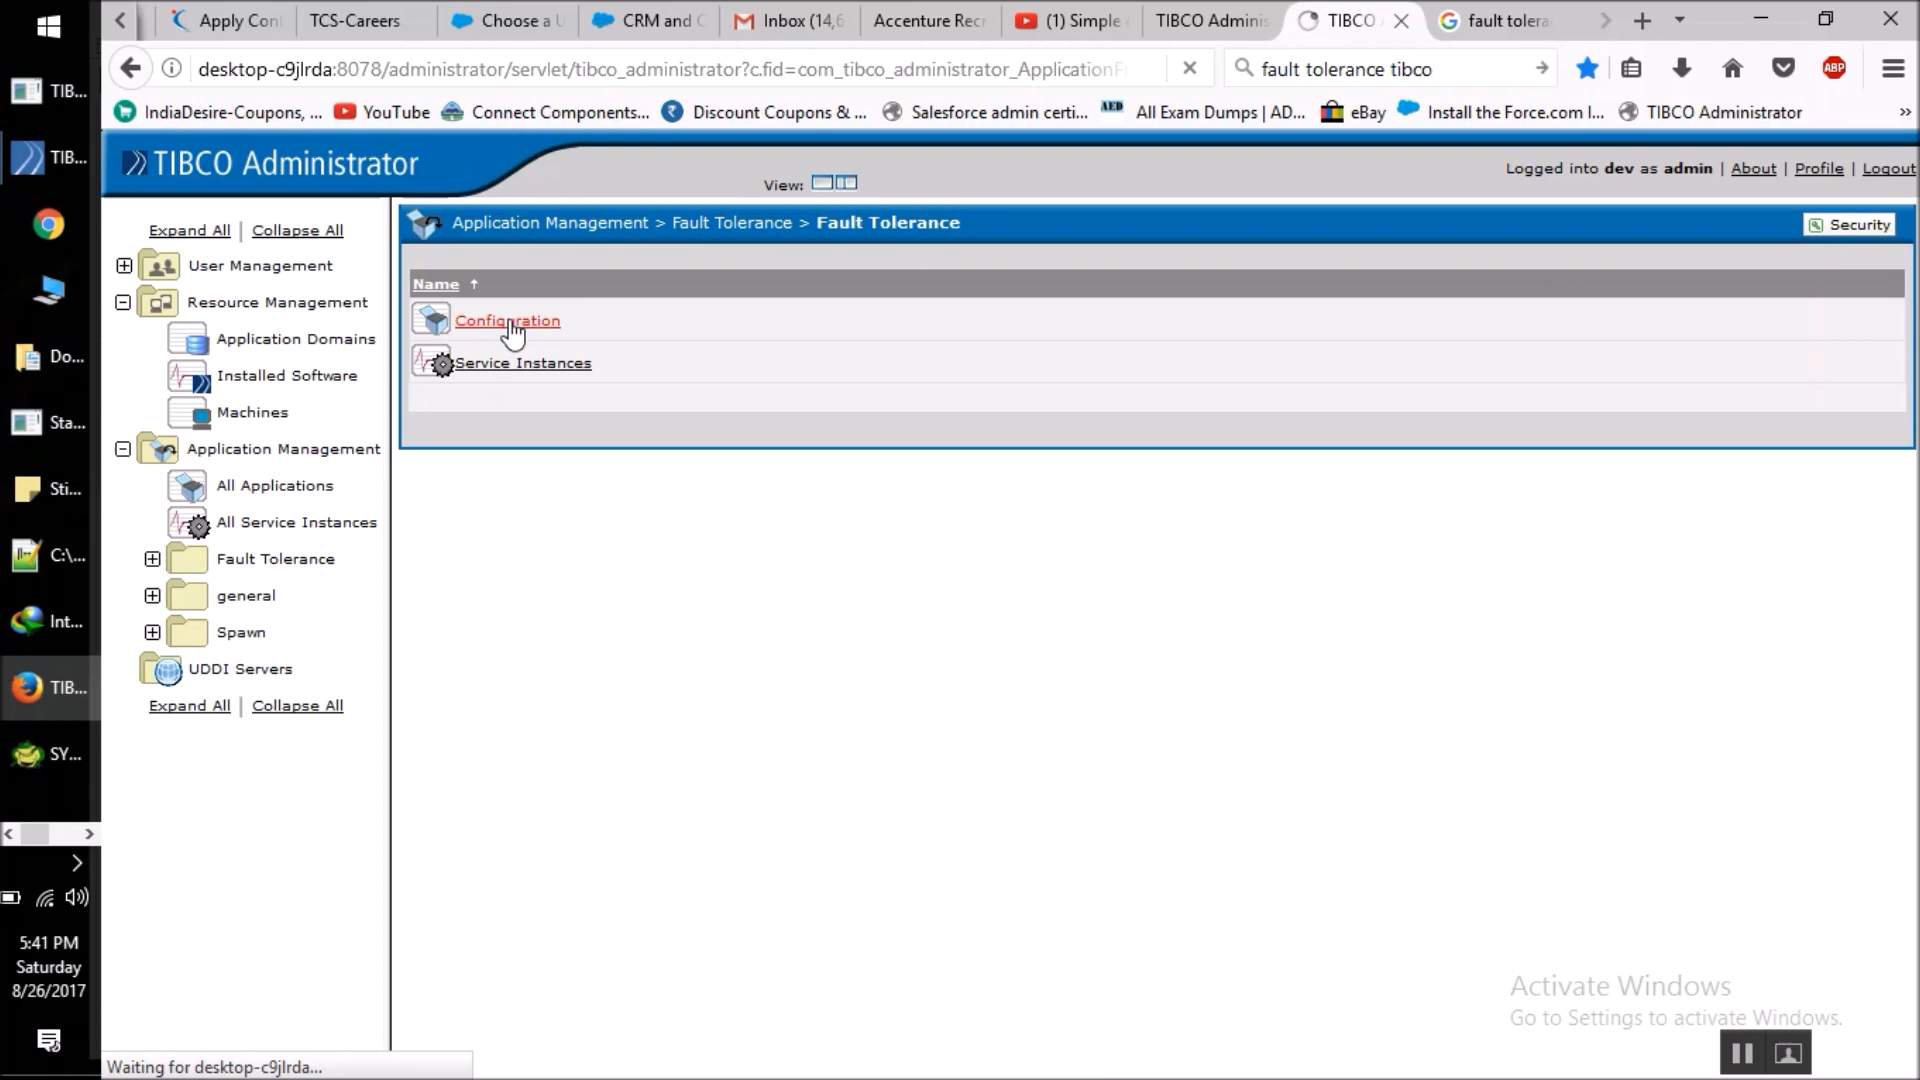 Apply Con
TCS-Careers
Choose a U
CRM and C
Inbox (14,6
Accenture Recr
(1) Simple
TIBCO Adminis
TIBCO A
fault tolera
desktop-c9jlrda:8078/administrator/servlet/tibco_administrator?c.fid=com_tibco_administrator_ApplicationF
fault tolerance tibco
ABP
IndiaDesire-Coupons, ...
YouTube
Connect Components...
Discount Coupons & ...
Salesforce admin certi...
AED
All Exam Dumps | AD...
eBay
Install the Force.com I...
TIBCO Administrator
TIBCO Administrator
View:
Logged into dev as admin | About | Profile | Logout
Expand All | Collapse All
User Management
Resource Management
Application Domains
Installed Software
Machines
Application Management
All Applications
All Service Instances
Fault Tolerance
general
Spawn
UDDI Servers
Expand All | Collapse All
Application Management > Fault Tolerance > Fault Tolerance
Security
Name
Configuration
Service Instances
TIB...
TIB...
Do...
Sta...
Sti...
C:\...
Int...
TIB...
SY...
5:41 PM
Saturday
8/26/2017
Activate Windows
Go to Settings to activate Windows.
Waiting for desktop-c9jlrda...